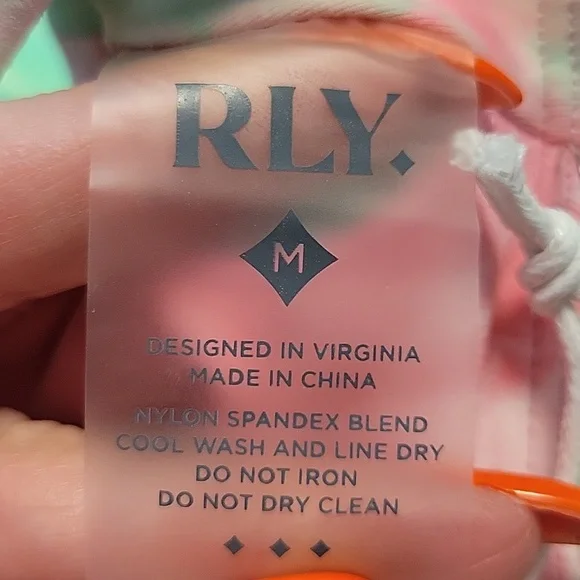 RLY.
M
DESIGNED IN VIRGINIA
MADE IN CHINA
NYLON SPANDEX BLEND
COOL WASH AND LINE DRY
DO NOT IRON
DO NOT DRY CLEAN